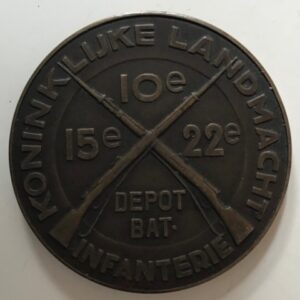 KONINKLIJKE LANDMACHT
10e
15e 22e
DEPOT
BAT.
INFANTERIE